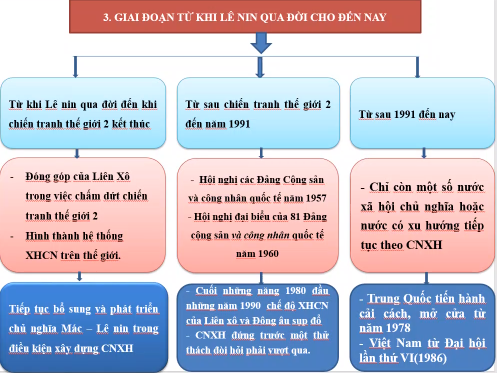 3. GIAI ĐOẠN TỪ KHI LÊ NIN QUA ĐỜI CHO ĐẾN NAY
Từ khi Lê nin qua đời đến khi
chiến tranh thế giới 2 kết thúc
Từ sau chiến tranh thế giới 2
đến năm 1991
Từ sau 1991 đến nay
- Đóng góp của Liên Xô
trong việc chấm dứt chiến
tranh thế giới 2
- Hình thành hệ thống
XHCN trên thế giới.
- Hội nghị các Đảng Cộng sản
và công nhân quốc tế năm 1957
- Hội nghị đại biểu của 81 Đảng
cộng sản và công nhân quốc tế
năm 1960
- Chỉ còn một số nước
xã hội chủ nghĩa hoặc
nước có xu hướng tiếp
tục theo CNXH
Tiếp tục bổ sung và phát triển
chủ nghĩa Mác – Lê nin trong
điều kiện xây dựng CNXH
- Cuối những năng 1980 đầu
những năm 1990 chế độ XHCN
của Liên xô và Đông âu sụp đổ
- CNXH đứng trước một thử
thách đòi hỏi phải vượt qua.
- Trung Quốc tiến hành
cải cách, mở cửa từ
năm 1978
- Việt Nam từ Đại hội
lần thứ VI(1986)